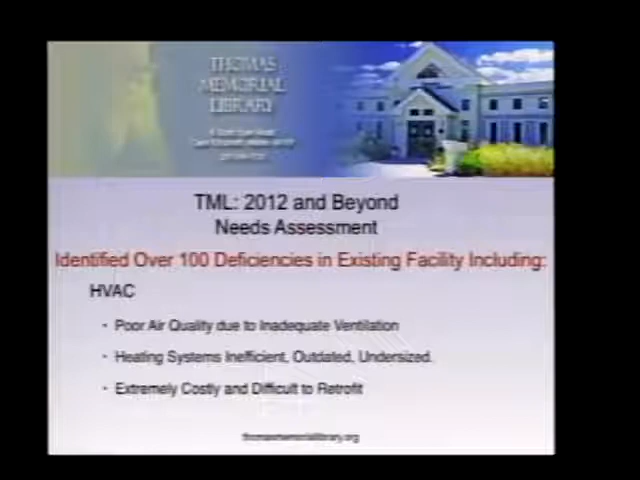 THOMAS
MEMORIAL
LIBRARY
TML: 2012 and Beyond
Needs Assessment
Identified Over 100 Deficiencies in Existing Facility Including:
HVAC
• Poor Air Quality due to Inadequate Ventilation
• Heating Systems Inefficient, Outdated, Undersized.
• Extremely Costly and Difficult to Retrofit
thomasmemoriallibrary.org